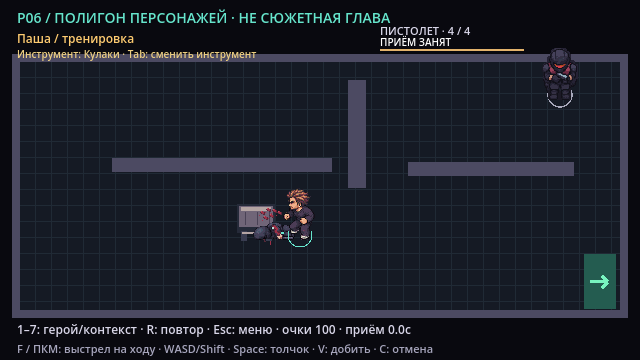 P06 / ПОЛИГОН ПЕРСОНАЖЕЙ · НЕ СЮЖЕТНАЯ ГЛАВА
Паша / тренировка
Инструмент: Кулаки · Tab: сменить инструмент
ПИСТОЛЕТ · 4 / 4
ПРИЁМ ЗАНЯТ
1–7: герой/контекст · R: повтор · Esc: меню · очки 100 · приём 0.0с
F / ПКМ: выстрел на ходу · WASD/Shift · Space: толчок · V: добить · C: отмена